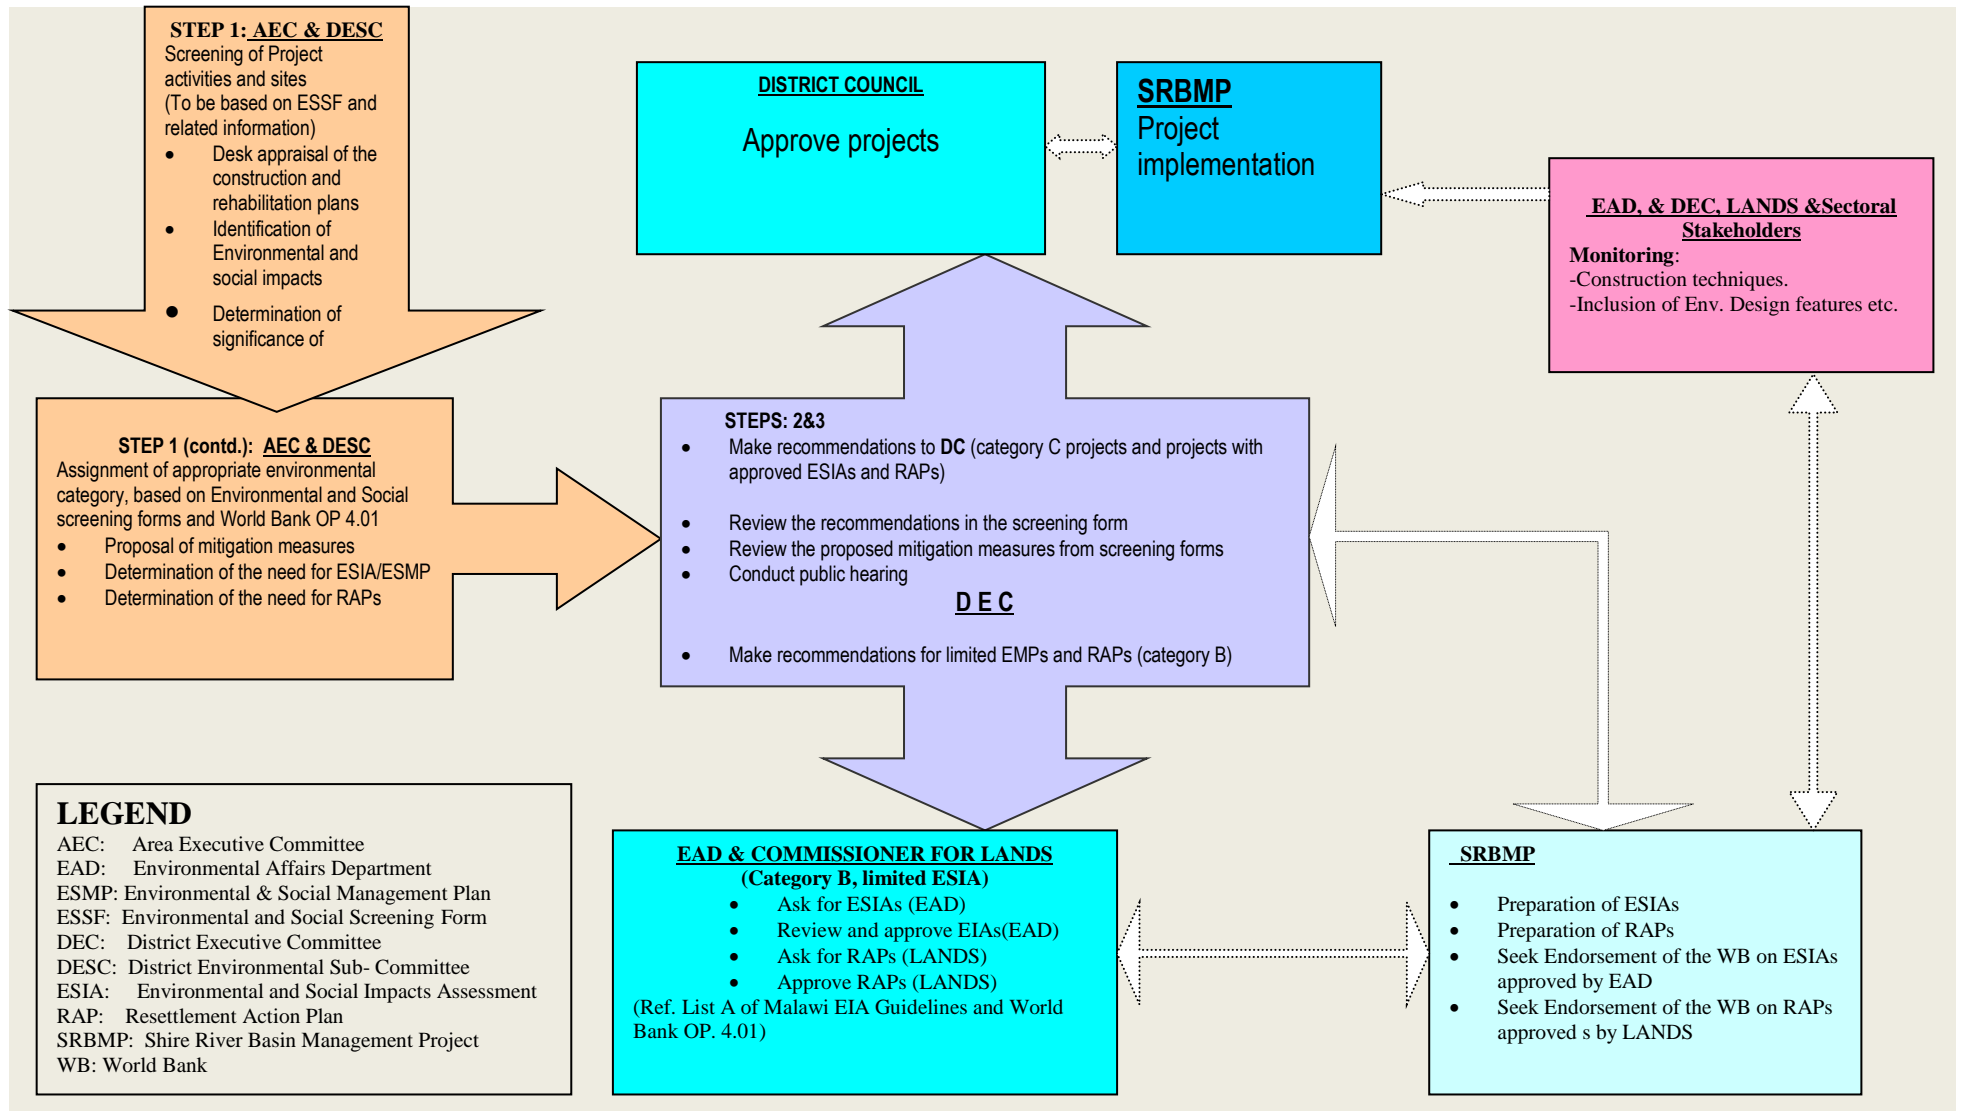 STEP 1: AEC & DESC
Screening of Project
activities and sites
(To be based on ESSF and
related information)
• Desk appraisal of the
construction and
rehabilitation plans
• Identification of
Environmental and
social impacts
• Determination of
significance of
STEP 1 (contd.): AEC & DESC
Assignment of appropriate environmental
category, based on Environmental and Social
screening forms and World Bank OP 4.01
• Proposal of mitigation measures
• Determination of the need for ESIA/ESMP
• Determination of the need for RAPs
DISTRICT COUNCIL
Approve projects
SRBMP
Project
implementation
EAD, & DEC, LANDS &Sectoral
Stakeholders
Monitoring:
-Construction techniques.
-Inclusion of Env. Design features etc.
STEPS: 2&3
• Make recommendations to DC (category C projects and projects with
approved ESIAs and RAPs)
• Review the recommendations in the screening form
• Review the proposed mitigation measures from screening forms
• Conduct public hearing
D E C
• Make recommendations for limited EMPs and RAPs (category B)
LEGEND
AEC: Area Executive Committee
EAD: Environmental Affairs Department
ESMP: Environmental & Social Management Plan
ESSF: Environmental and Social Screening Form
DEC: District Executive Committee
DESC: District Environmental Sub- Committee
ESIA: Environmental and Social Impacts Assessment
RAP: Resettlement Action Plan
SRBMP: Shire River Basin Management Project
WB: World Bank
EAD & COMMISSIONER FOR LANDS
(Category B, limited ESIA)
• Ask for ESIAs (EAD)
• Review and approve EIAs(EAD)
• Ask for RAPs (LANDS)
• Approve RAPs (LANDS)
(Ref. List A of Malawi EIA Guidelines and World
Bank OP. 4.01)
SRBMP
• Preparation of ESIAs
• Preparation of RAPs
• Seek Endorsement of the WB on ESIAs
approved by EAD
• Seek Endorsement of the WB on RAPs
approved s by LANDS